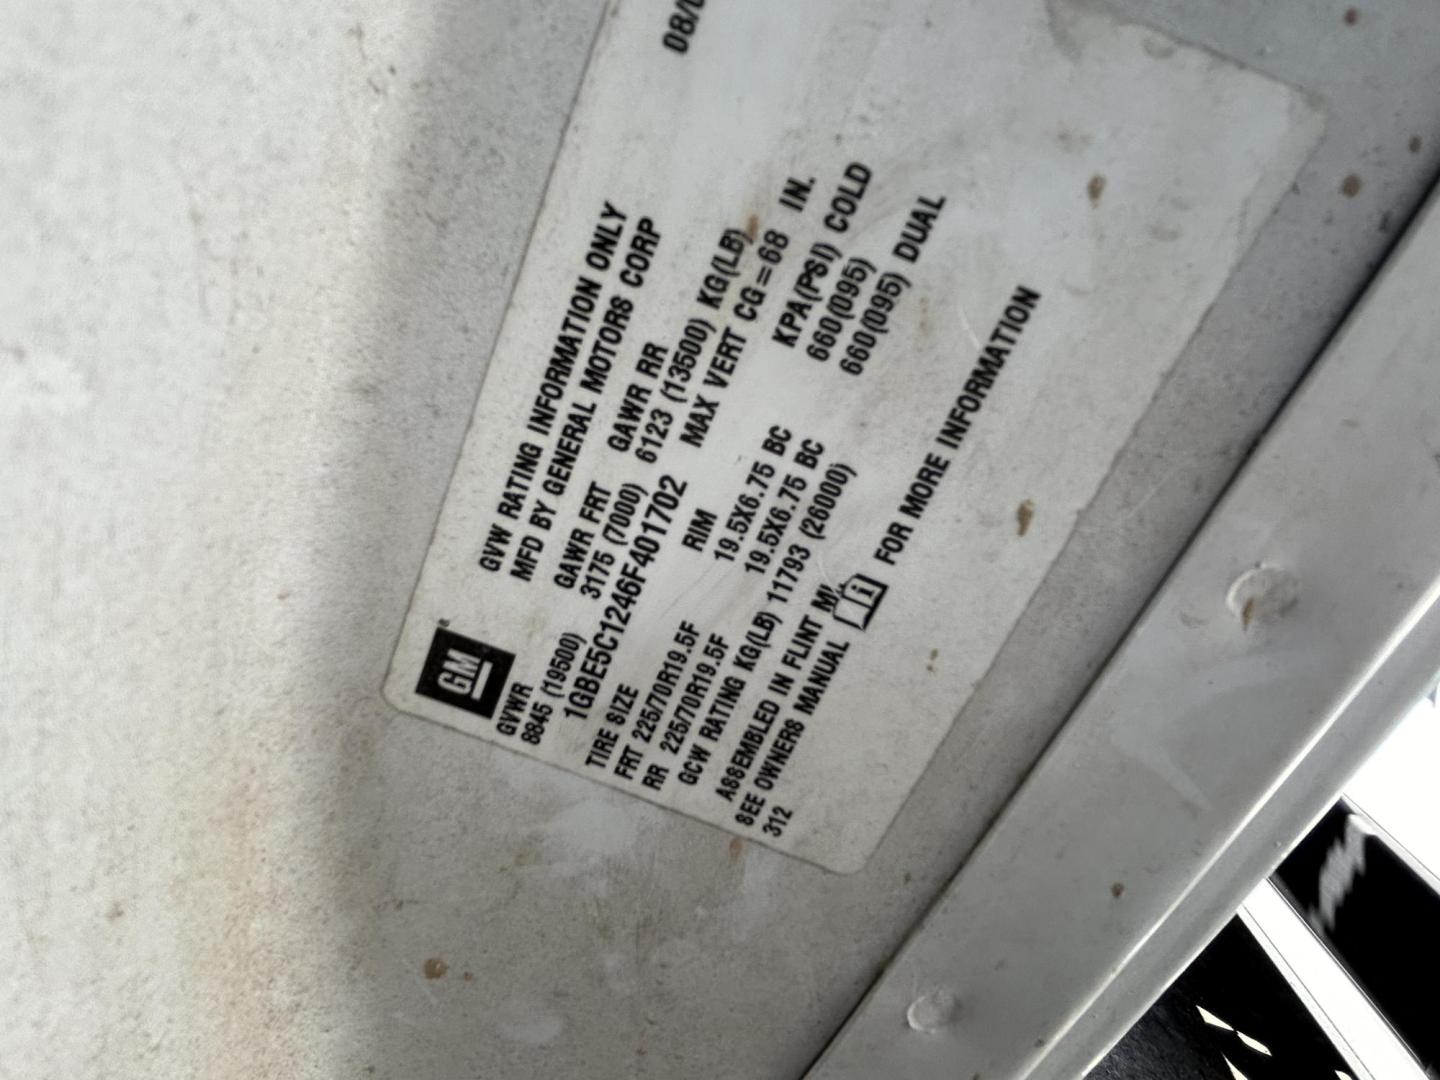 08/0
GM
GVW RATING INFORMATION ONLY
MFD BY GENERAL MOTORS CORP
GVWR GAWR FRT GAWR RR
8845 (19500) 3175 (7000) 6123 (13500) KG(LB)
1GBE5C1246F401702 MAX VERT CG=68 IN.
TIRE SIZE RIM KPA(PSI) COLD
FRT 225/70R19.5F 19.5X6.75 BC 660(095)
RR 225/70R19.5F 19.5X6.75 BC 660(095) DUAL
GCW RATING KG(LB) 11793 (26000)
ASSEMBLED IN FLINT MI
SEE OWNERS MANUAL i FOR MORE INFORMATION
312